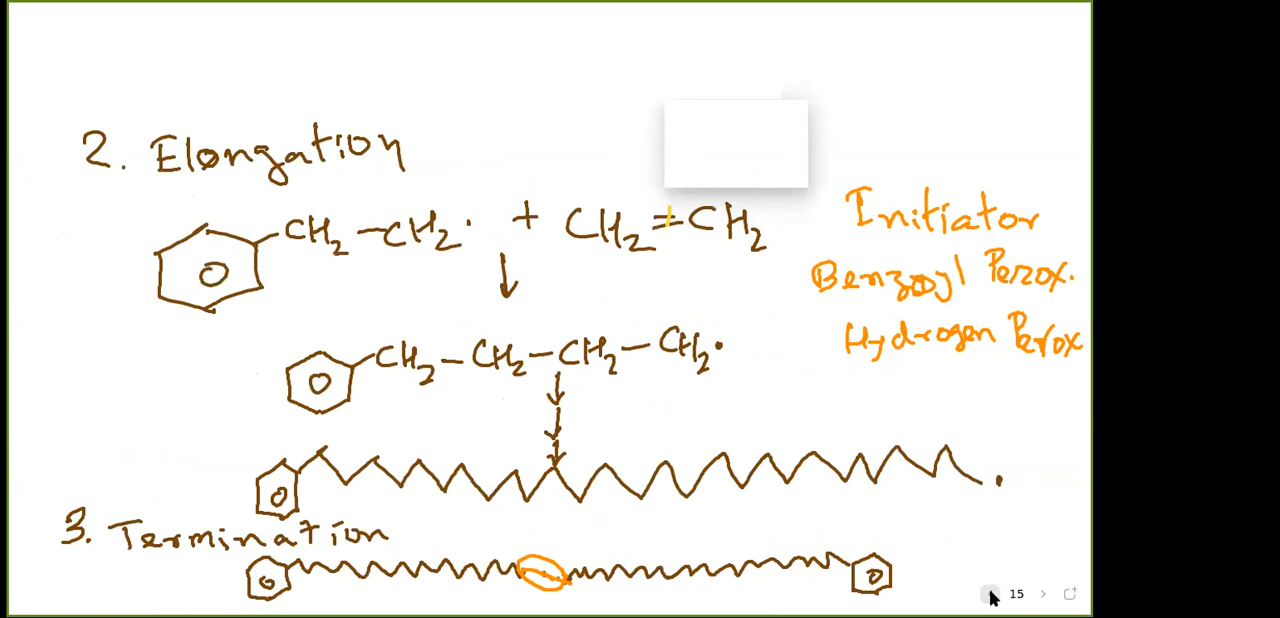 2. Elongation
CH2-CH2· + CH2=CH2
Initiator
Benzoyl Perox.
Hydrogen Perox
CH2-CH2-CH2-CH2·
3. Termination
15